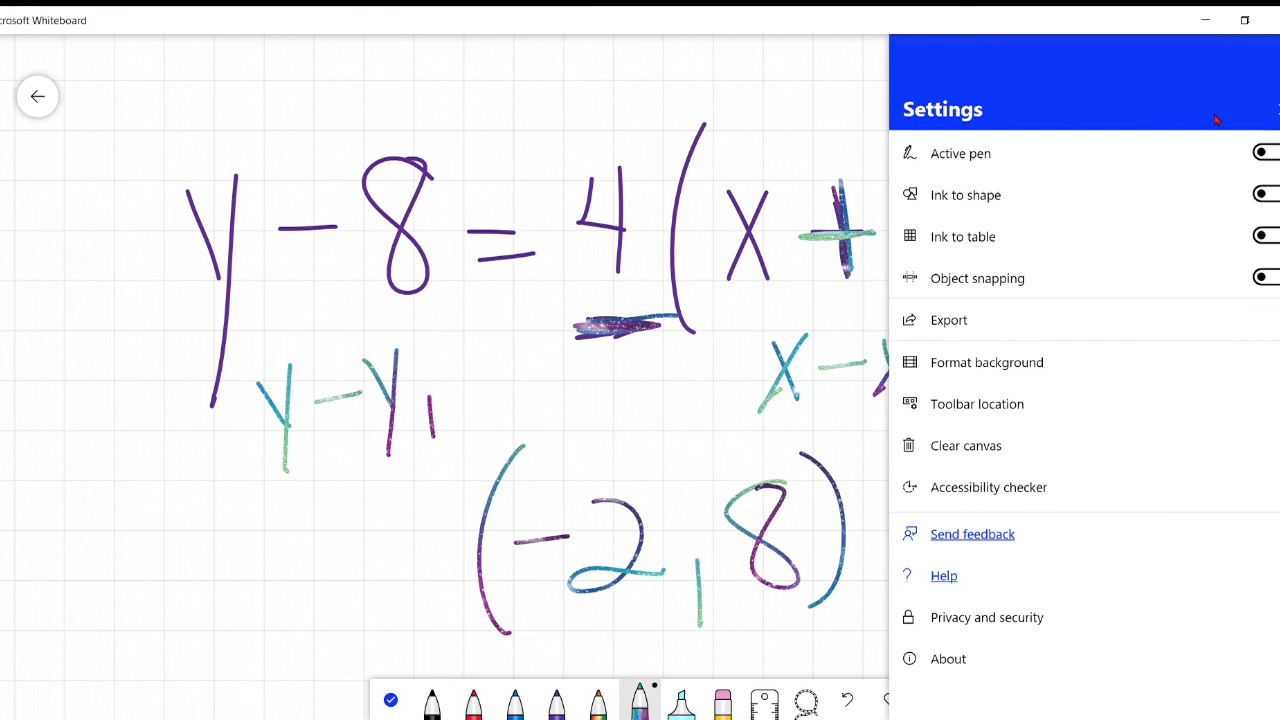 crosoft Whiteboard
Settings
y - 8 = 4(x +
y - y₁
x -
(-2, 8)
Active pen
Ink to shape
Ink to table
Object snapping
Export
Format background
Toolbar location
Clear canvas
Accessibility checker
Send feedback
Help
Privacy and security
About